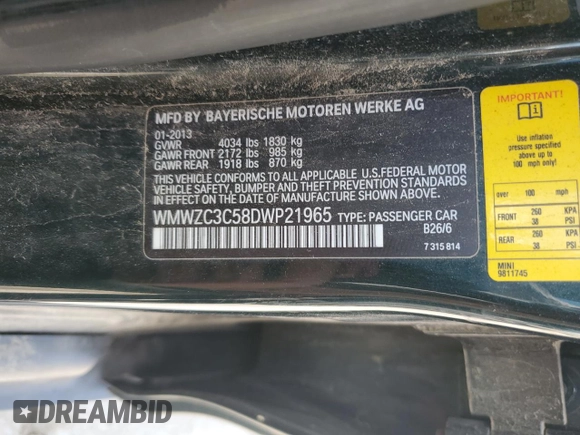 MFD BY BAYERISCHE MOTOREN WERKE AG
01-2013
GVWR 4034 lbs 1830 kg
GAWR FRONT 2172 lbs 985 kg
GAWR REAR 1918 lbs 870 kg
THIS VEHICLE CONFORMS TO ALL APPLICABLE U.S.FEDERAL MOTOR
VEHICLE SAFETY, BUMPER AND THEFT PREVENTION STANDARDS
IN EFFECT ON THE DATE OF MANUFACTURE SHOWN ABOVE.
WMWZC3C58DWP21965 TYPE: PASSENGER CAR
B26/6
7 315 814
IMPORTANT!
Use inflation
pressure specified
above up to
100 mph only!
over 100 mph
FRONT 260 KPA
38 PSI
REAR 260 KPA
38 PSI
MINI
9811745
DREAMBID